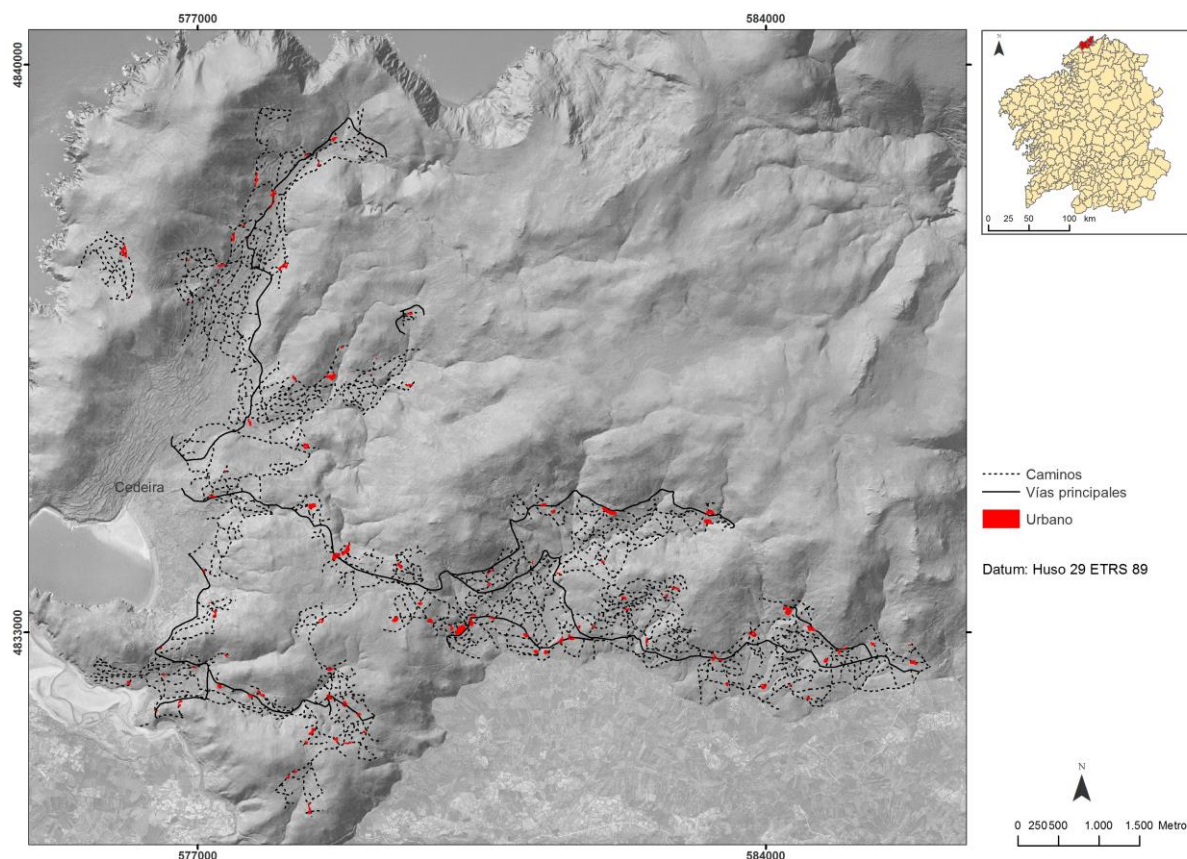 577000
584000
4840000
4833000
Cedeira
577000
584000
N
0 25 50 100 km
Caminos
Vías principales
Urbano
Datum: Huso 29 ETRS 89
N
0 250 500 1.000 1.500 Metro